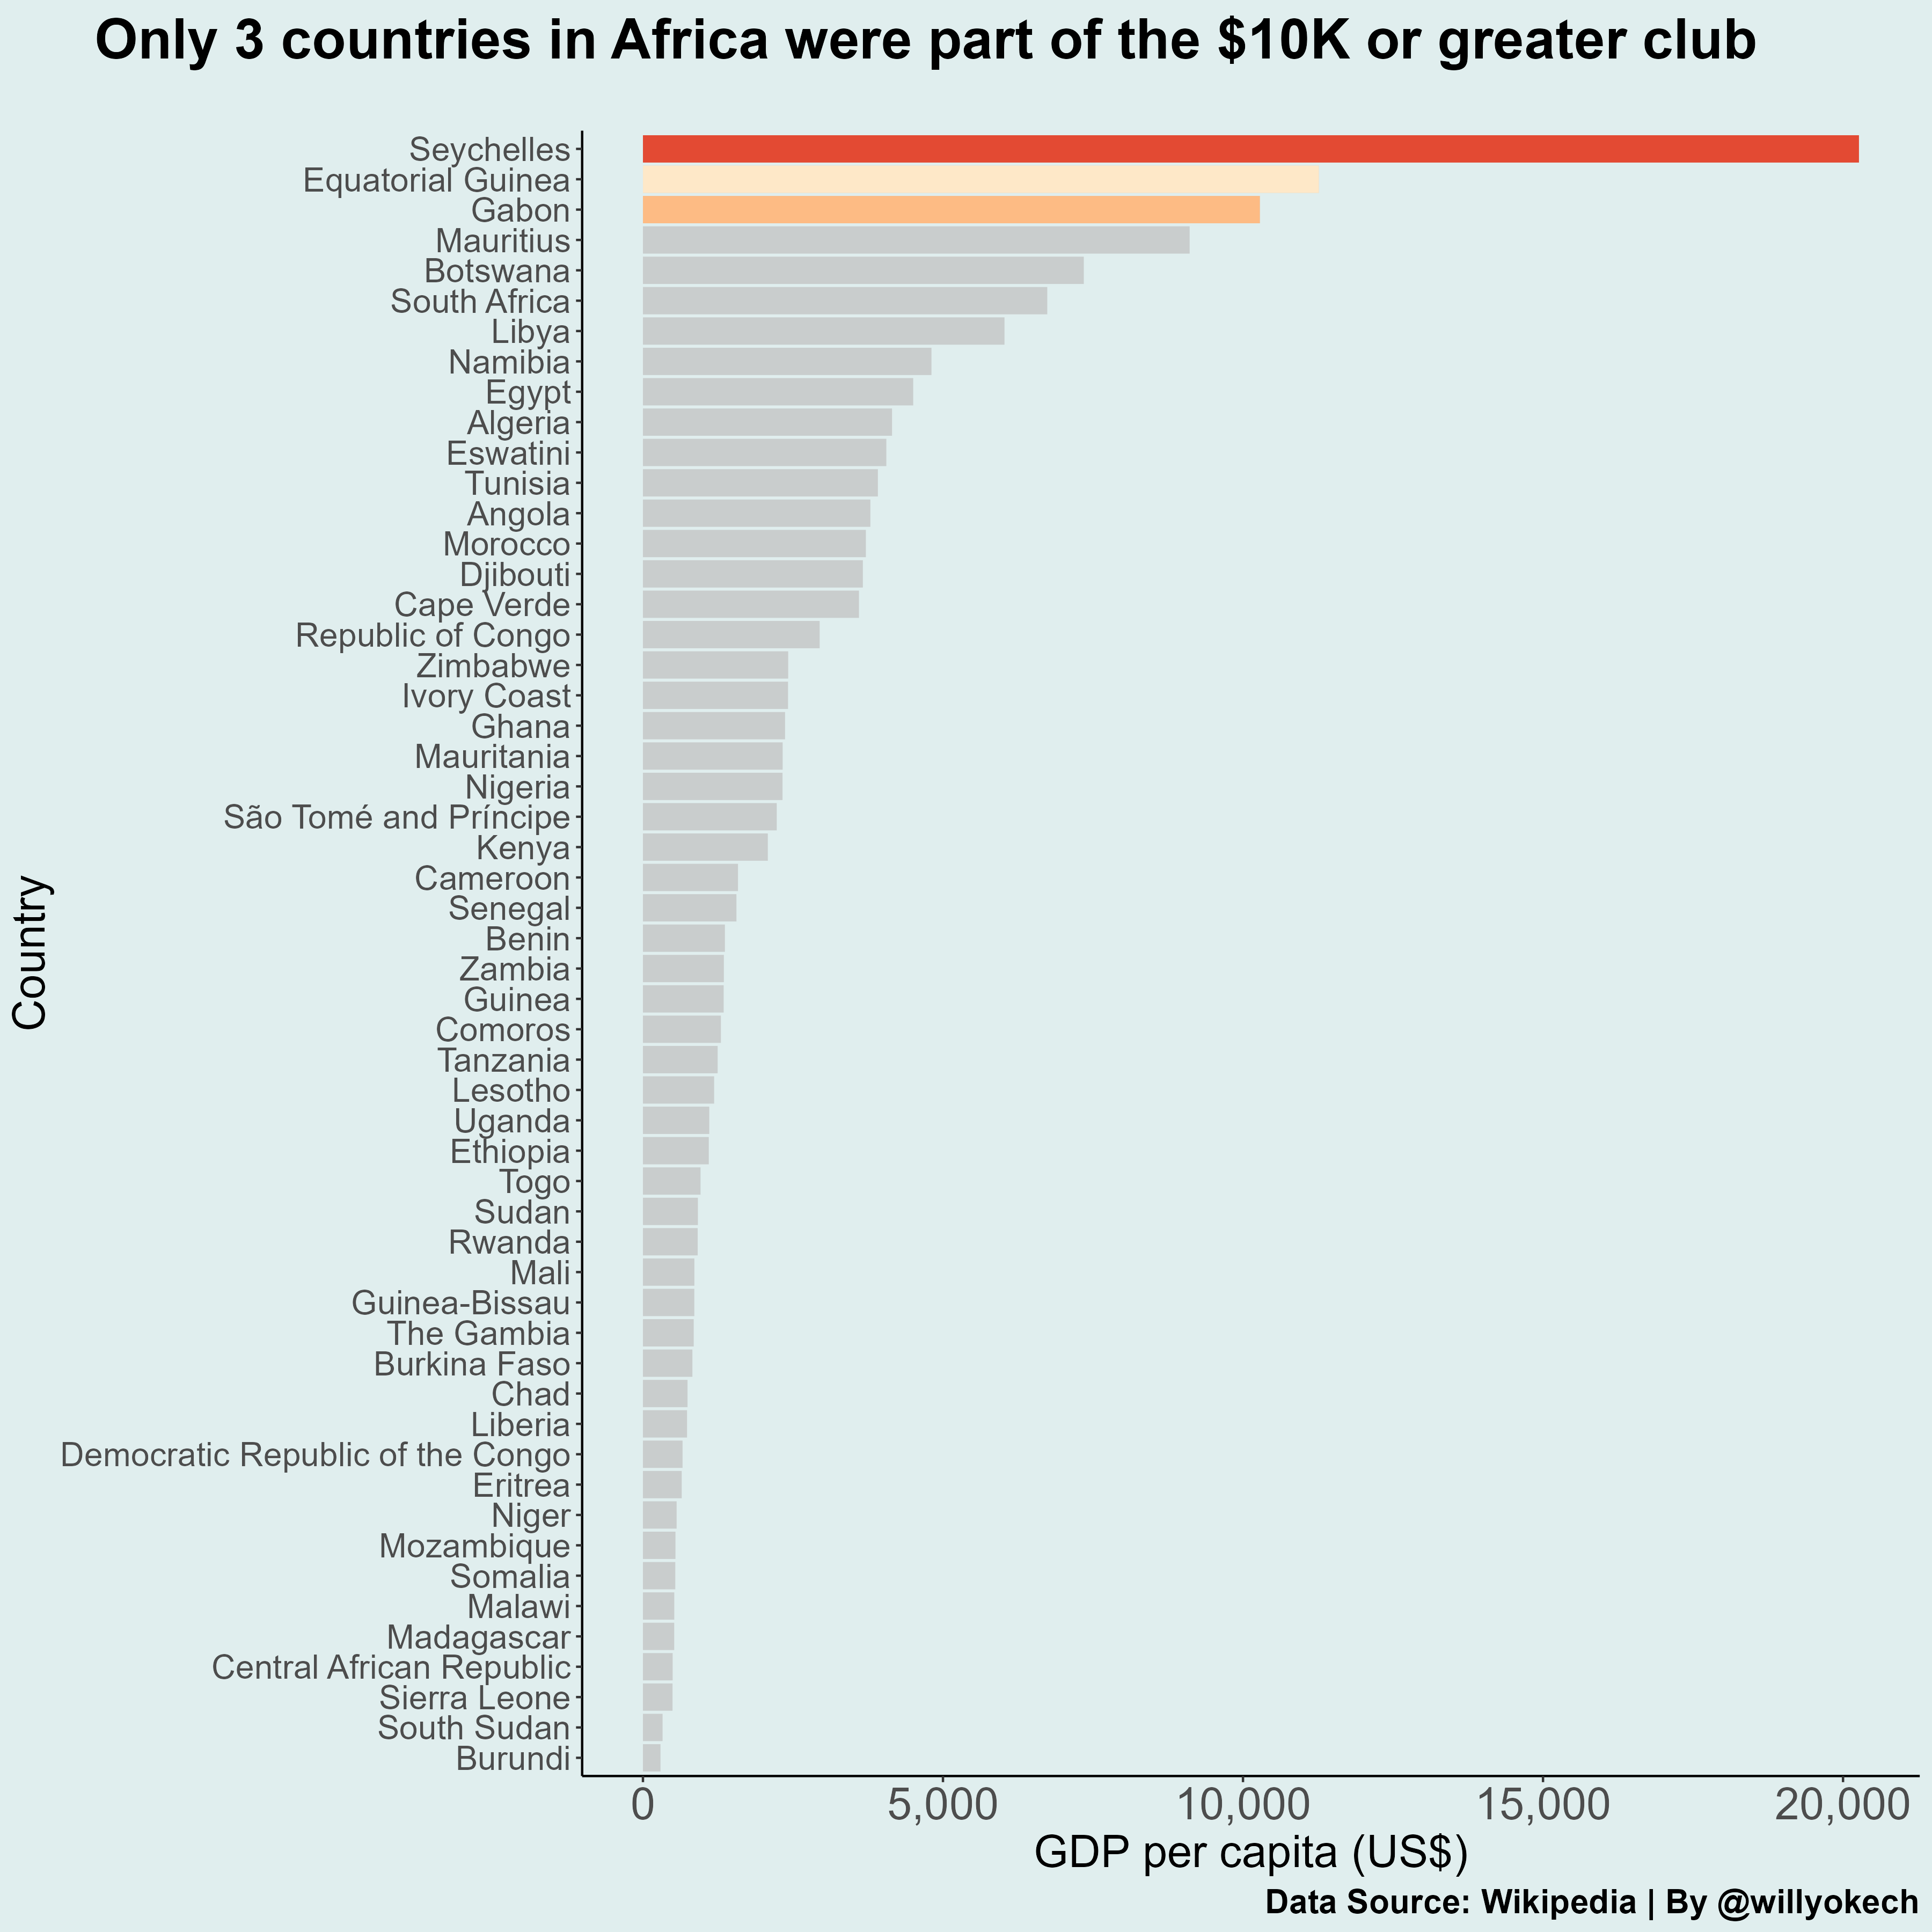 Only 3 countries in Africa were part of the $10K or greater club
Seychelles
Equatorial Guinea
Gabon
Mauritius
Botswana
South Africa
Libya
Namibia
Egypt
Algeria
Eswatini
Tunisia
Angola
Morocco
Djibouti
Cape Verde
Republic of Congo
Zimbabwe
Ivory Coast
Ghana
Mauritania
Nigeria
São Tomé and Príncipe
Kenya
Cameroon
Senegal
Benin
Zambia
Guinea
Comoros
Tanzania
Lesotho
Uganda
Ethiopia
Togo
Sudan
Rwanda
Mali
Guinea-Bissau
The Gambia
Burkina Faso
Chad
Liberia
Democratic Republic of the Congo
Eritrea
Niger
Mozambique
Somalia
Malawi
Madagascar
Central African Republic
Sierra Leone
South Sudan
Burundi
Country
0 5,000 10,000 15,000 20,000
GDP per capita (US$)
Data Source: Wikipedia | By @willyokech